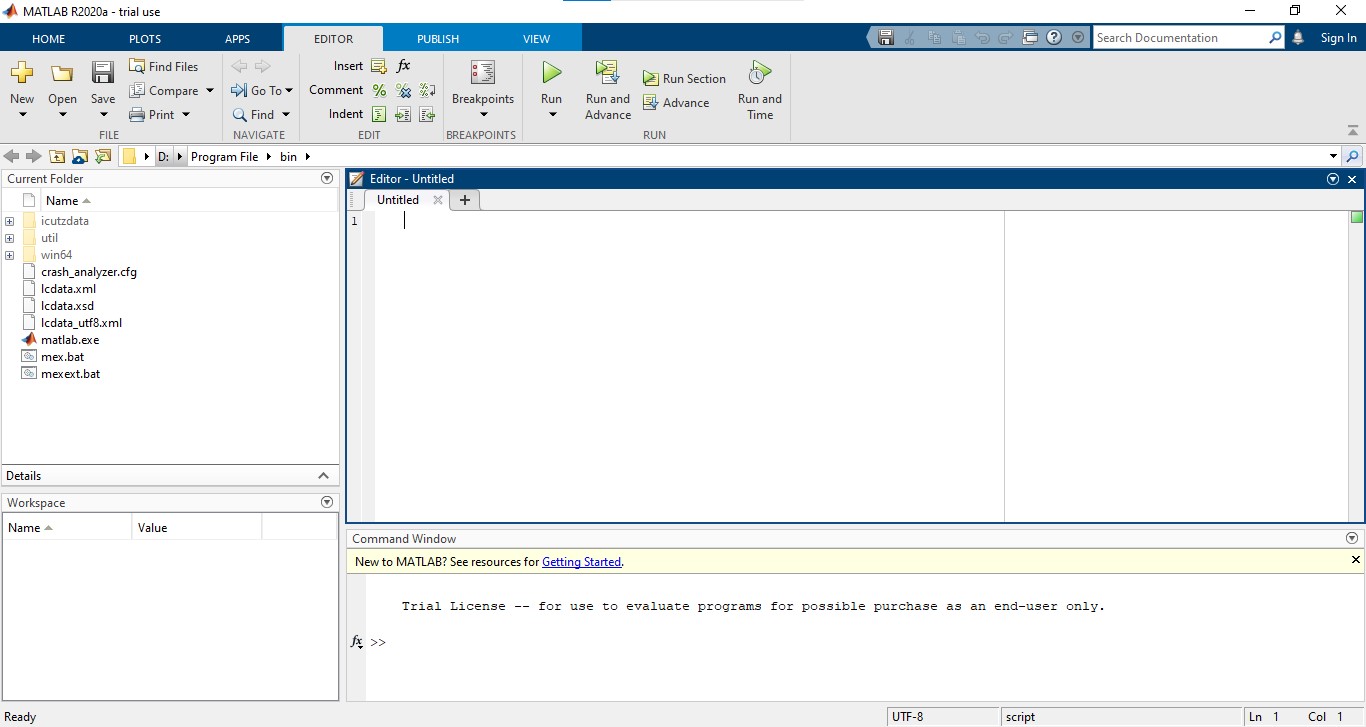 MATLAB R2020a - trial use
HOME PLOTS APPS EDITOR PUBLISH VIEW Search Documentation Sign In
New Open Save Find Files Compare Print FILE
Go To Find NAVIGATE
Insert fx Comment Indent EDIT
Breakpoints BREAKPOINTS
Run Run and Advance Run Section Advance Run and Time RUN
D: Program File bin
Current Folder
Name
icutzdata
util
win64
crash_analyzer.cfg
lcdata.xml
lcdata.xsd
lcdata_utf8.xml
matlab.exe
mex.bat
mexext.bat
Details
Workspace
Name Value
Editor - Untitled
Untitled +
1
Command Window
New to MATLAB? See resources for Getting Started.
Trial License -- for use to evaluate programs for possible purchase as an end-user only.
fx >>
Ready UTF-8 script Ln 1 Col 1